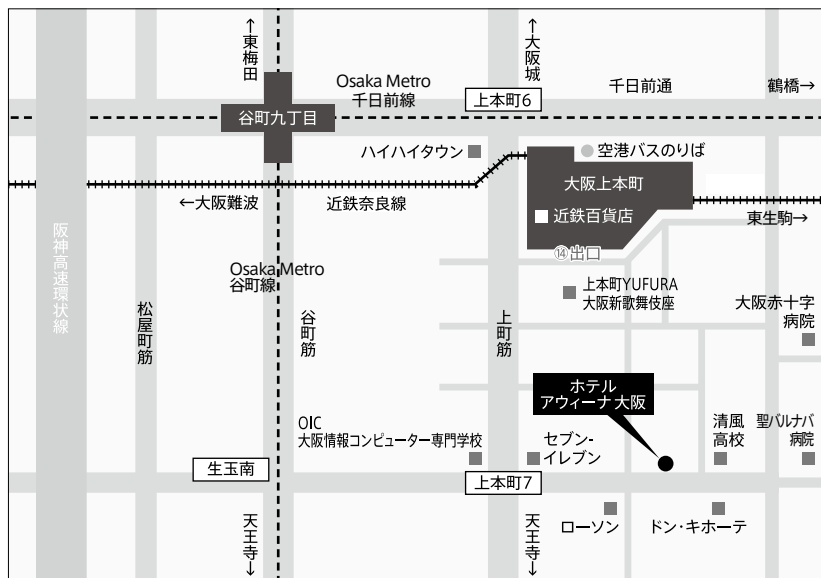 ←東梅田
←大阪城
Osaka Metro
千日前線
上本町6
千日前通
鶴橋→
谷町九丁目
ハイハイタウン
空港バスのりば
大阪上本町
近鉄百貨店
←大阪難波
近鉄奈良線
東生駒→
⑭出口
阪神高速環状線
松屋町筋
Osaka Metro
谷町線
谷町筋
上町筋
上本町YUFURA
大阪新歌舞伎座
大阪赤十字
病院
ホテル
アウィーナ大阪
OIC
大阪情報コンピューター専門学校
セブン-
イレブン
清風
高校
聖バルナバ
病院
生玉南
上本町7
天王寺→
天王寺→
ローソン
ドン・キホーテ